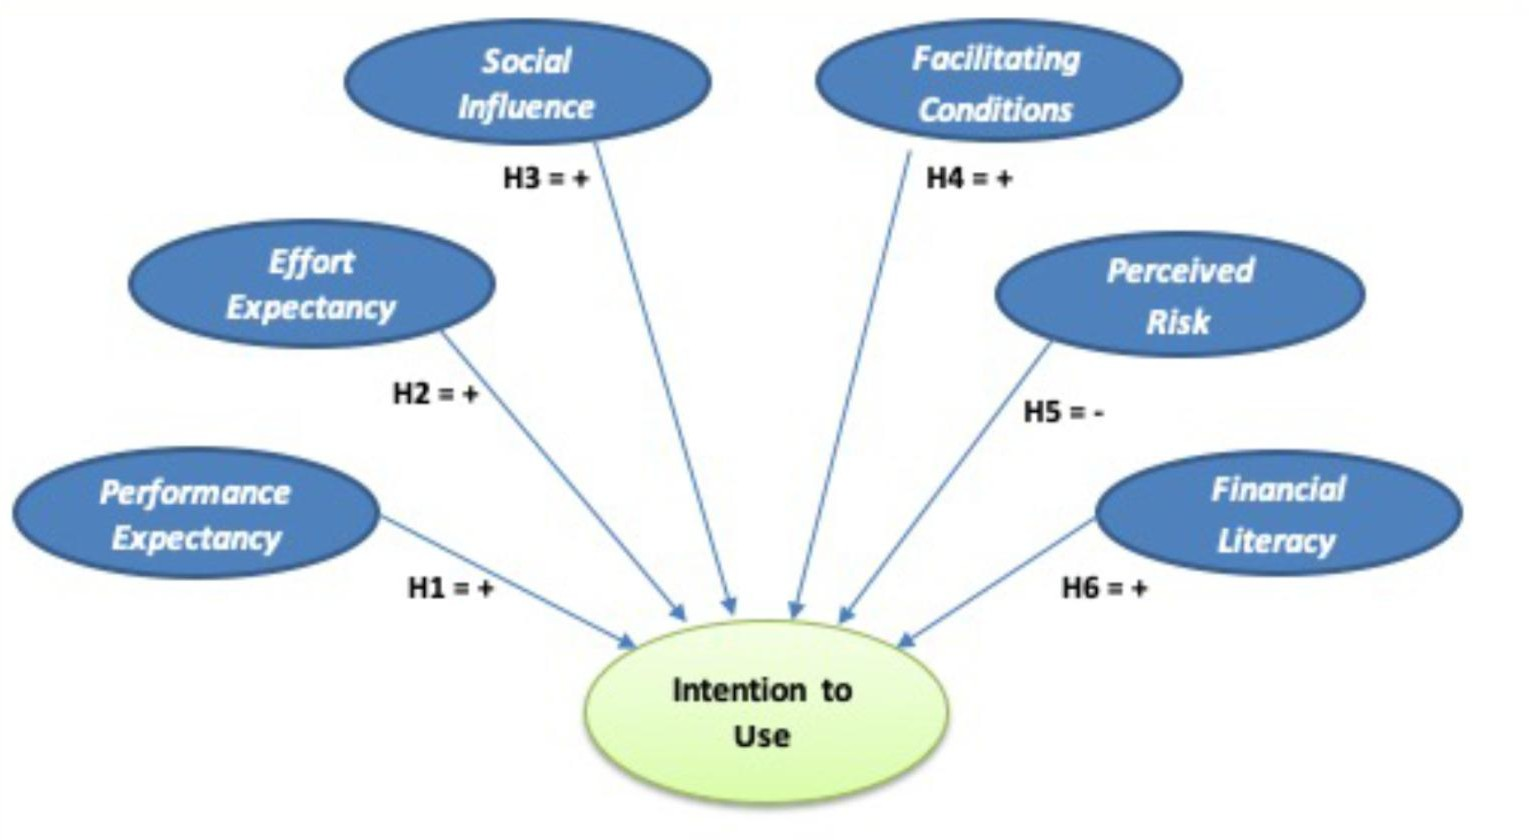 Social
Influence
Facilitating
Conditions
H3 = +
H4 = +
Effort
Expectancy
Perceived
Risk
H2 = +
H5 = -
Performance
Expectancy
Financial
Literacy
H1 = +
H6 = +
Intention to
Use